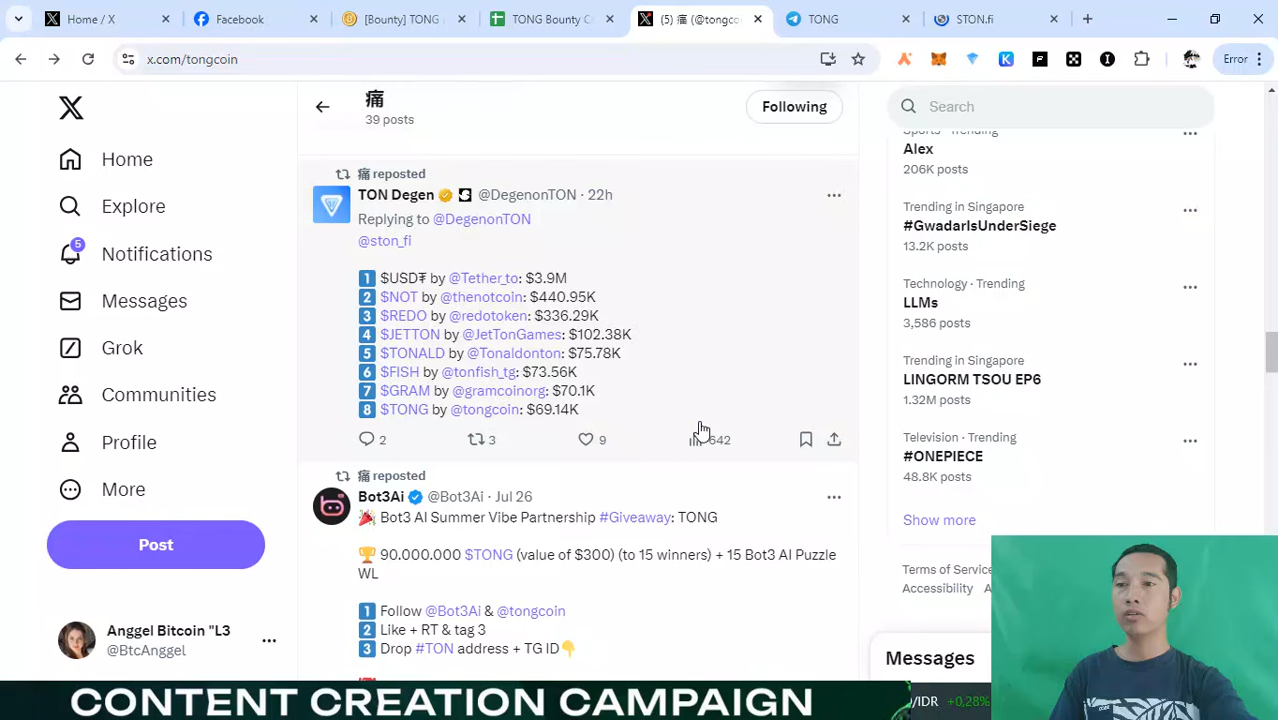 Home / X
Facebook
[Bounty] TONG
TONG Bounty C
(5) 痛 (@tongco
TONG
STON.fi
x.com/tongcoin
Error
痛
39 posts
Following
Search
Home
Explore
5
Notifications
Messages
Grok
Communities
Profile
More
Post
Anggel Bitcoin "L3
@BtcAnggel
痛 reposted
TON Degen @DegenonTON · 22h
Replying to @DegenonTON
@ston_fi
1 $USD₮ by @Tether_to: $3.9M
2 $NOT by @thenotcoin: $440.95K
3 $REDO by @redotoken: $336.29K
4 $JETTON by @JetTonGames: $102.38K
5 $TONALD by @Tonaldonton: $75.78K
6 $FISH by @tonfish_tg: $73.56K
7 $GRAM by @gramcoinorg: $70.1K
8 $TONG by @tongcoin: $69.14K
2 3 9 642
痛 reposted
Bot3Ai @Bot3Ai · Jul 26
🎉 Bot3 AI Summer Vibe Partnership #Giveaway: TONG
🏆 90.000.000 $TONG (value of $300) (to 15 winners) + 15 Bot3 AI Puzzle
WL
1 Follow @Bot3Ai & @tongcoin
2 Like + RT & tag 3
3 Drop #TON address + TG ID👇
Sports · Trending
Alex
206K posts
Trending in Singapore
#GwadarIsUnderSiege
13.2K posts
Technology · Trending
LLMs
3,586 posts
Trending in Singapore
LINGORM TSOU EP6
1.32M posts
Television · Trending
#ONEPIECE
48.8K posts
Show more
Terms of Service
Accessibility
Messages
CONTENT CREATION CAMPAIGN
/IDR +0,28%